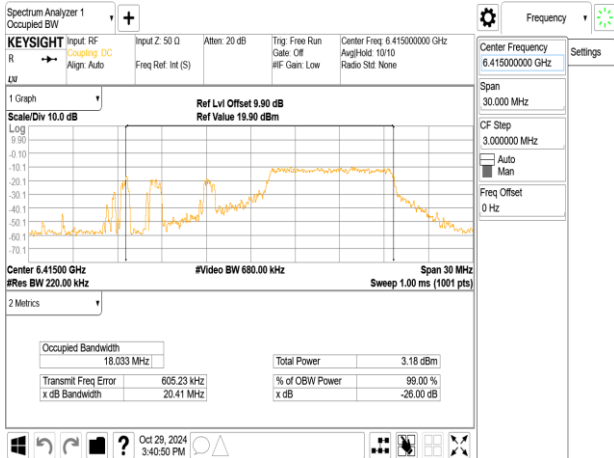 Spectrum Analyzer 1
Occupied BW
Frequency
KEYSIGHT
R
Input: RF
Coupling: DC
Align: Auto
Input Z: 50 Ω
Freq Ref: Int (S)
Atten: 20 dB
Trig: Free Run
Gate: Off
#IF Gain: Low
Center Freq: 6.415000000 GHz
Avg|Hold: 10/10
Radio Std: None
Center Frequency
6.415000000 GHz
Settings
Span
30.000 MHz
CF Step
3.000000 MHz
Auto
Man
Freq Offset
0 Hz
1 Graph
Scale/Div 10.0 dB
Ref Lvl Offset 9.90 dB
Ref Value 19.90 dBm
Log
9.90
-0.10
-10.1
-20.1
-30.1
-40.1
-50.1
-60.1
-70.1
Center 6.41500 GHz
#Video BW 680.00 kHz
Span 30 MHz
#Res BW 220.00 kHz
Sweep 1.00 ms (1001 pts)
2 Metrics
Occupied Bandwidth
18.033 MHz
Total Power 3.18 dBm
Transmit Freq Error 605.23 kHz
% of OBW Power 99.00 %
x dB Bandwidth 20.41 MHz
x dB -26.00 dB
?
Oct 29, 2024
3:40:50 PM